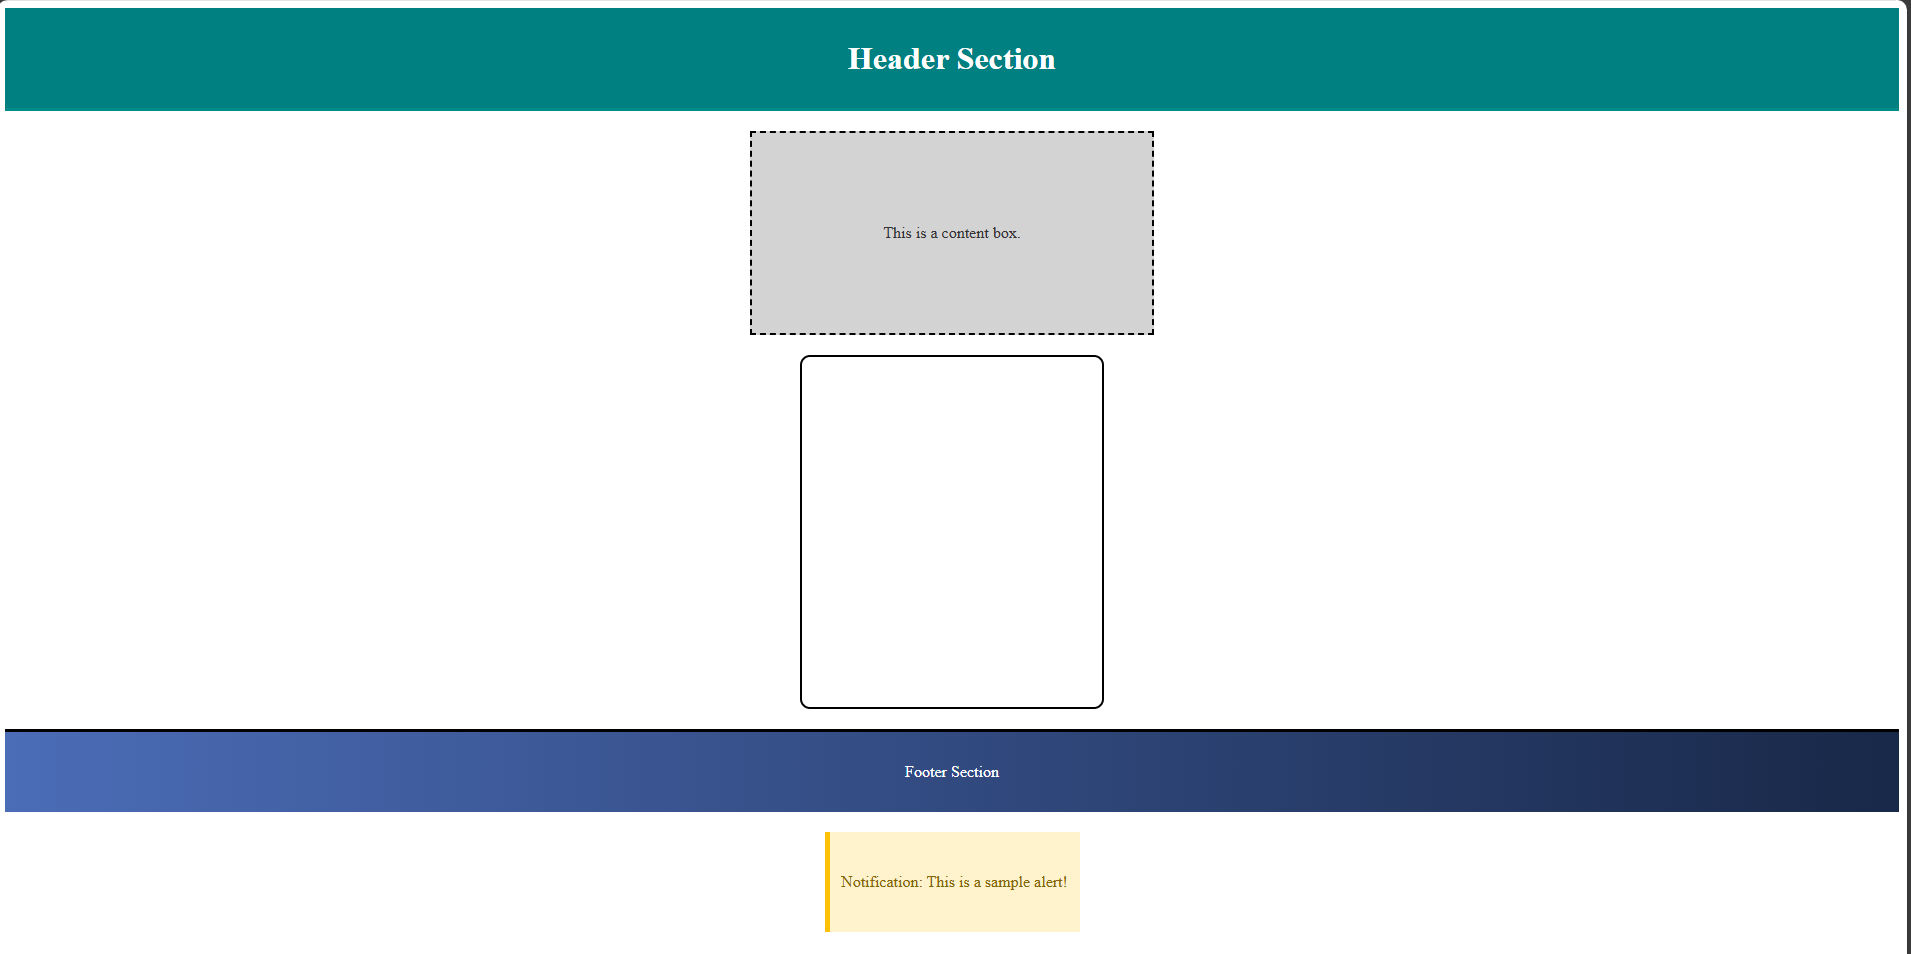 Header Section
This is a content box.
Footer Section
Notification: This is a sample alert!